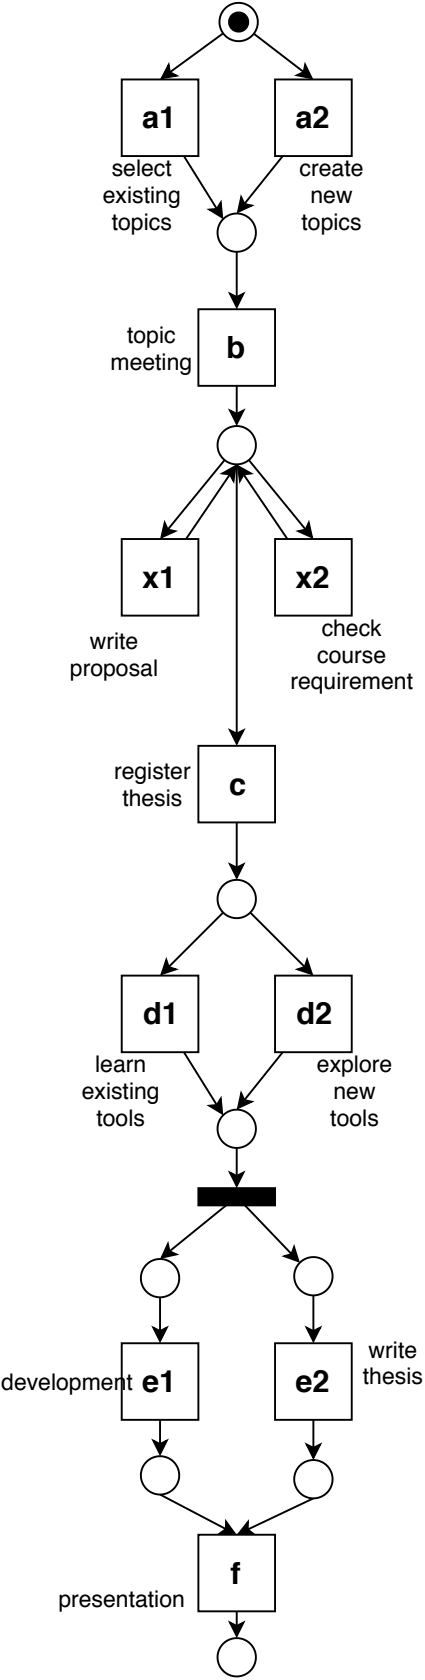 a1
a2
select
existing
topics
create
new
topics
topic
meeting
b
x1
x2
write
proposal
check
course
requirement
register
thesis
c
d1
d2
learn
existing
tools
explore
new
tools
development
e1
e2
write
thesis
f
presentation